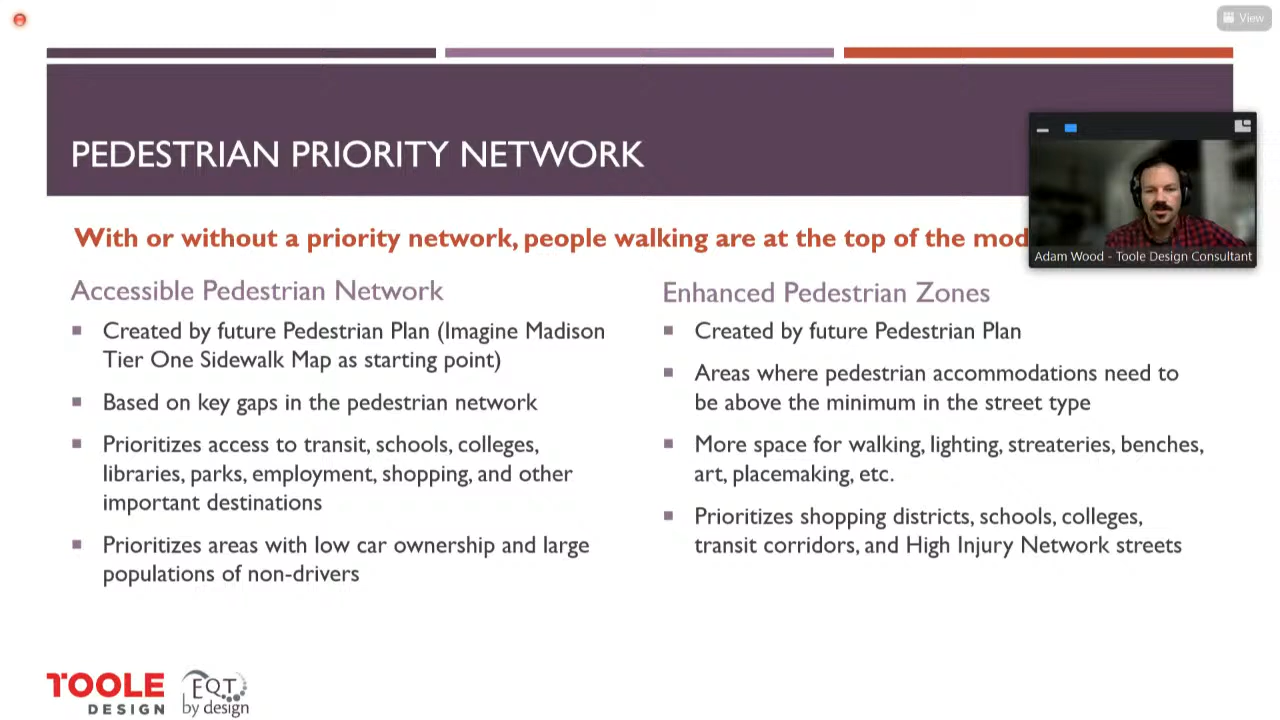 View
PEDESTRIAN PRIORITY NETWORK
With or without a priority network, people walking are at the top of the
Adam Wood - Toole Design Consultant
Accessible Pedestrian Network
Created by future Pedestrian Plan (Imagine Madison
Tier One Sidewalk Map as starting point)
Based on key gaps in the pedestrian network
Prioritizes access to transit, schools, colleges,
libraries, parks, employment, shopping, and other
important destinations
Prioritizes areas with low car ownership and large
populations of non-drivers
Enhanced Pedestrian Zones
Created by future Pedestrian Plan
Areas where pedestrian accommodations need to
be above the minimum in the street type
More space for walking, lighting, streateries, benches,
art, placemaking, etc.
Prioritizes shopping districts, schools, colleges,
transit corridors, and High Injury Network streets
TOOLE
DESIGN
EQT
by design